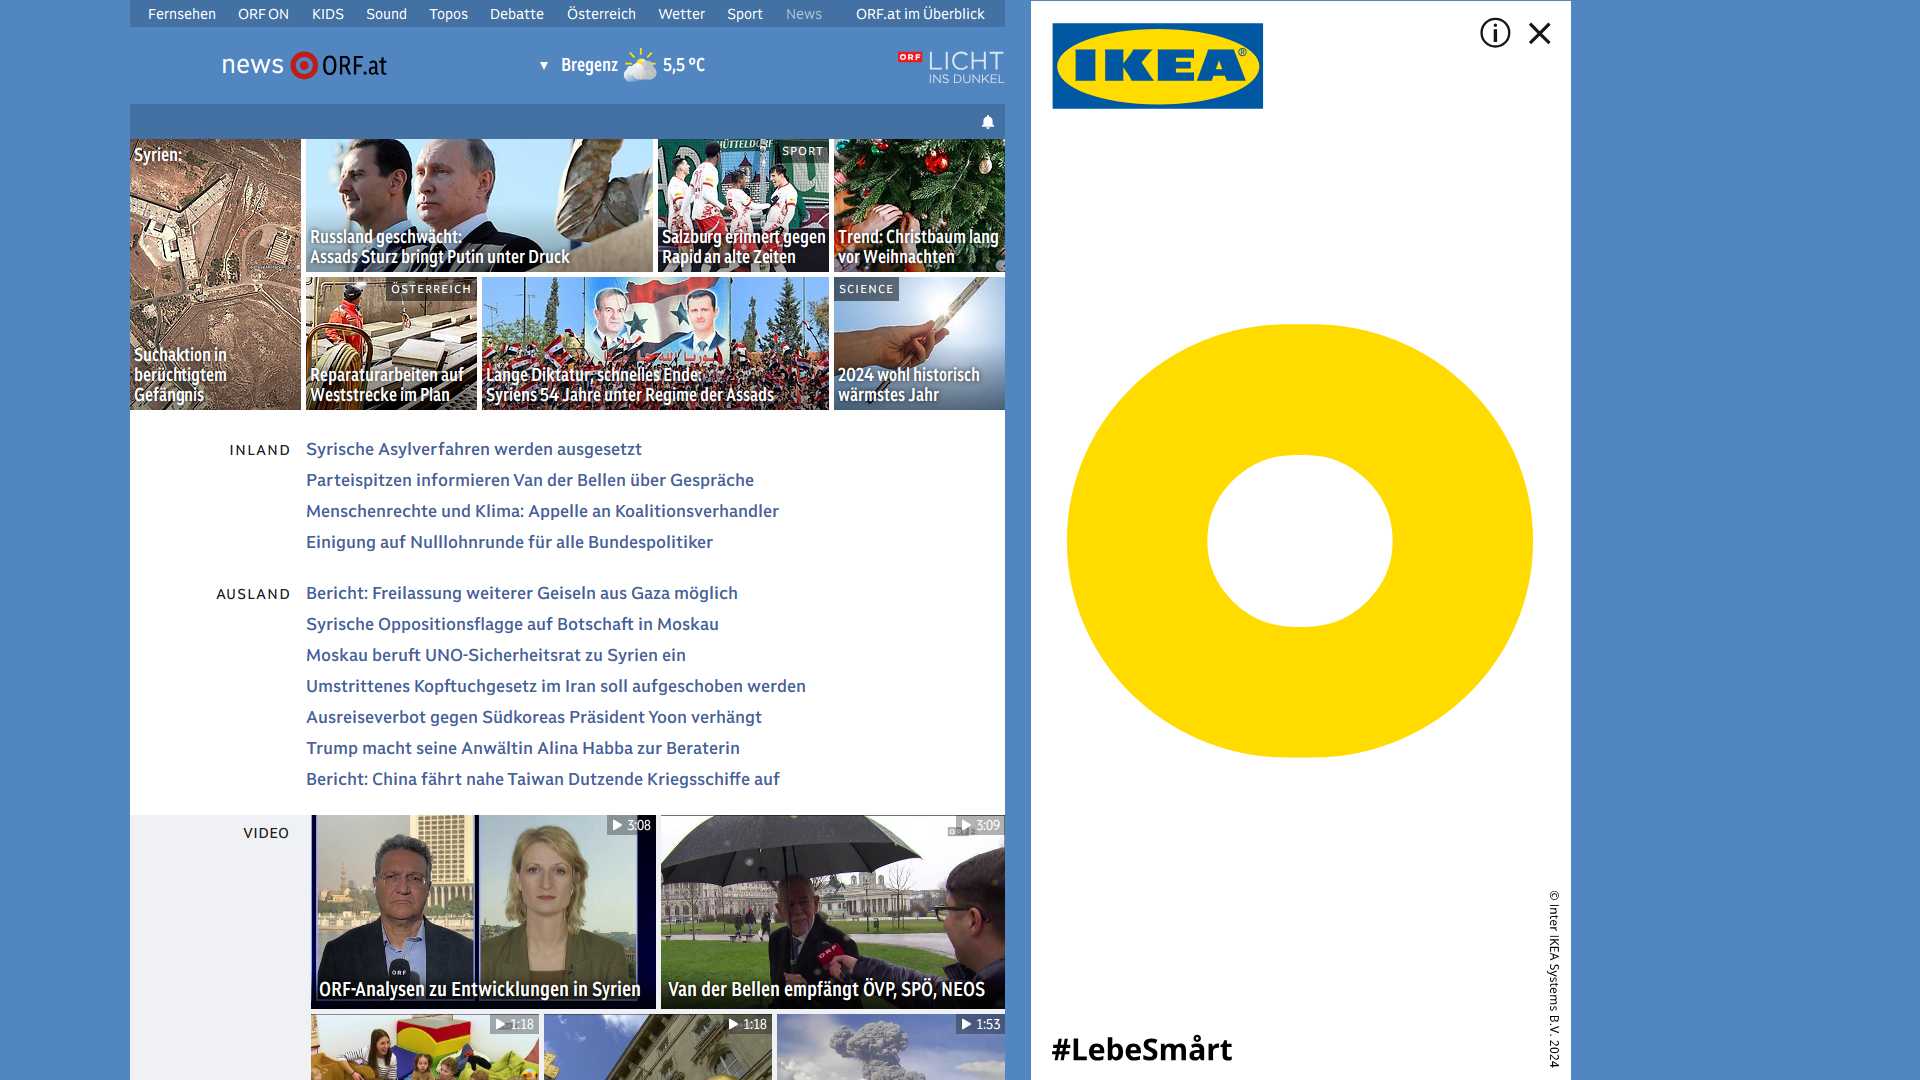 Fernsehen ORF ON KIDS Sound Topos Debatte Österreich Wetter Sport News ORF.at im Überblick
news ORF.at
▼ Bregenz 5,5 °C
ORF LICHT
INS DUNKEL
Syrien:
Suchaktion in
berüchtigtem
Gefängnis
Russland geschwächt:
Assads Sturz bringt Putin unter Druck
SPORT
HÜTTELDORF
Salzburg erinnert gegen
Rapid an alte Zeiten
Trend: Christbaum lang
vor Weihnachten
ÖSTERREICH
Reparaturarbeiten auf
Weststrecke im Plan
Lange Diktatur, schnelles Ende:
Syriens 54 Jahre unter Regime der Assads
SCIENCE
2024 wohl historisch
wärmstes Jahr
INLAND
Syrische Asylverfahren werden ausgesetzt
Parteispitzen informieren Van der Bellen über Gespräche
Menschenrechte und Klima: Appelle an Koalitionsverhandler
Einigung auf Nulllohnrunde für alle Bundespolitiker
AUSLAND
Bericht: Freilassung weiterer Geiseln aus Gaza möglich
Syrische Oppositionsflagge auf Botschaft in Moskau
Moskau beruft UNO-Sicherheitsrat zu Syrien ein
Umstrittenes Kopftuchgesetz im Iran soll aufgeschoben werden
Ausreiseverbot gegen Südkoreas Präsident Yoon verhängt
Trump macht seine Anwältin Alina Habba zur Beraterin
Bericht: China fährt nahe Taiwan Dutzende Kriegsschiffe auf
VIDEO
3:08
ORF
ORF-Analysen zu Entwicklungen in Syrien
3:09
ORF
Van der Bellen empfängt ÖVP, SPÖ, NEOS
1:18
1:18
1:53
IKEA®
© Inter IKEA Systems B.V. 2024
#LebeSmårt